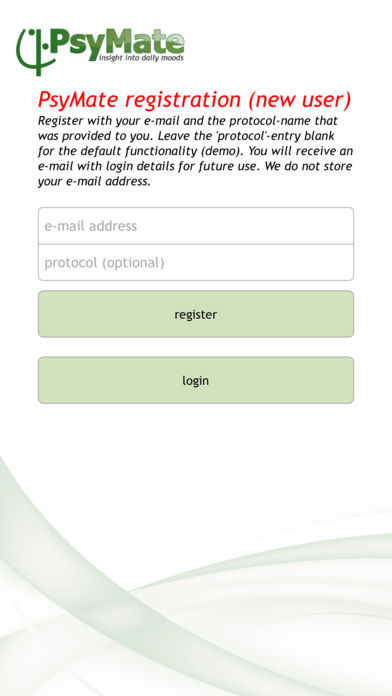 PsyMate
insight into daily moods
PsyMate registration (new user)
Register with your e-mail and the protocol-name that
was provided to you. Leave the 'protocol'-entry blank
for the default functionality (demo). You will receive an
e-mail with login details for future use. We do not store
your e-mail address.
e-mail address
protocol (optional)
register
login